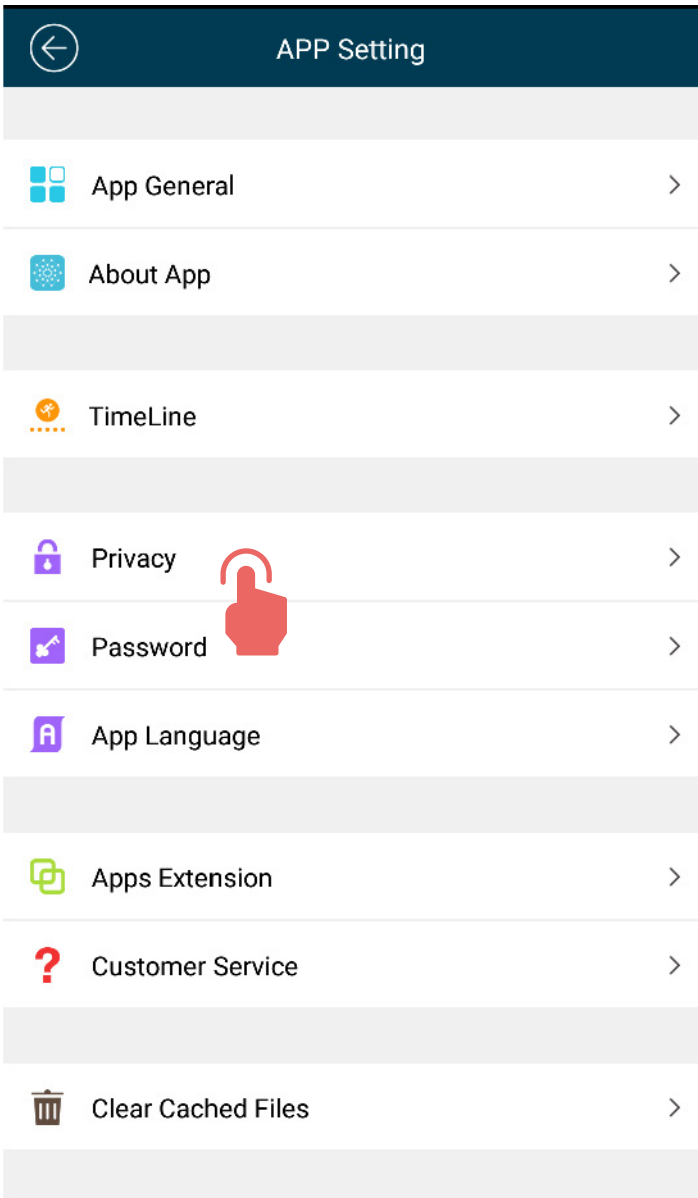 APP Setting
App General
About App
TimeLine
Privacy
Password
App Language
Apps Extension
Customer Service
Clear Cached Files